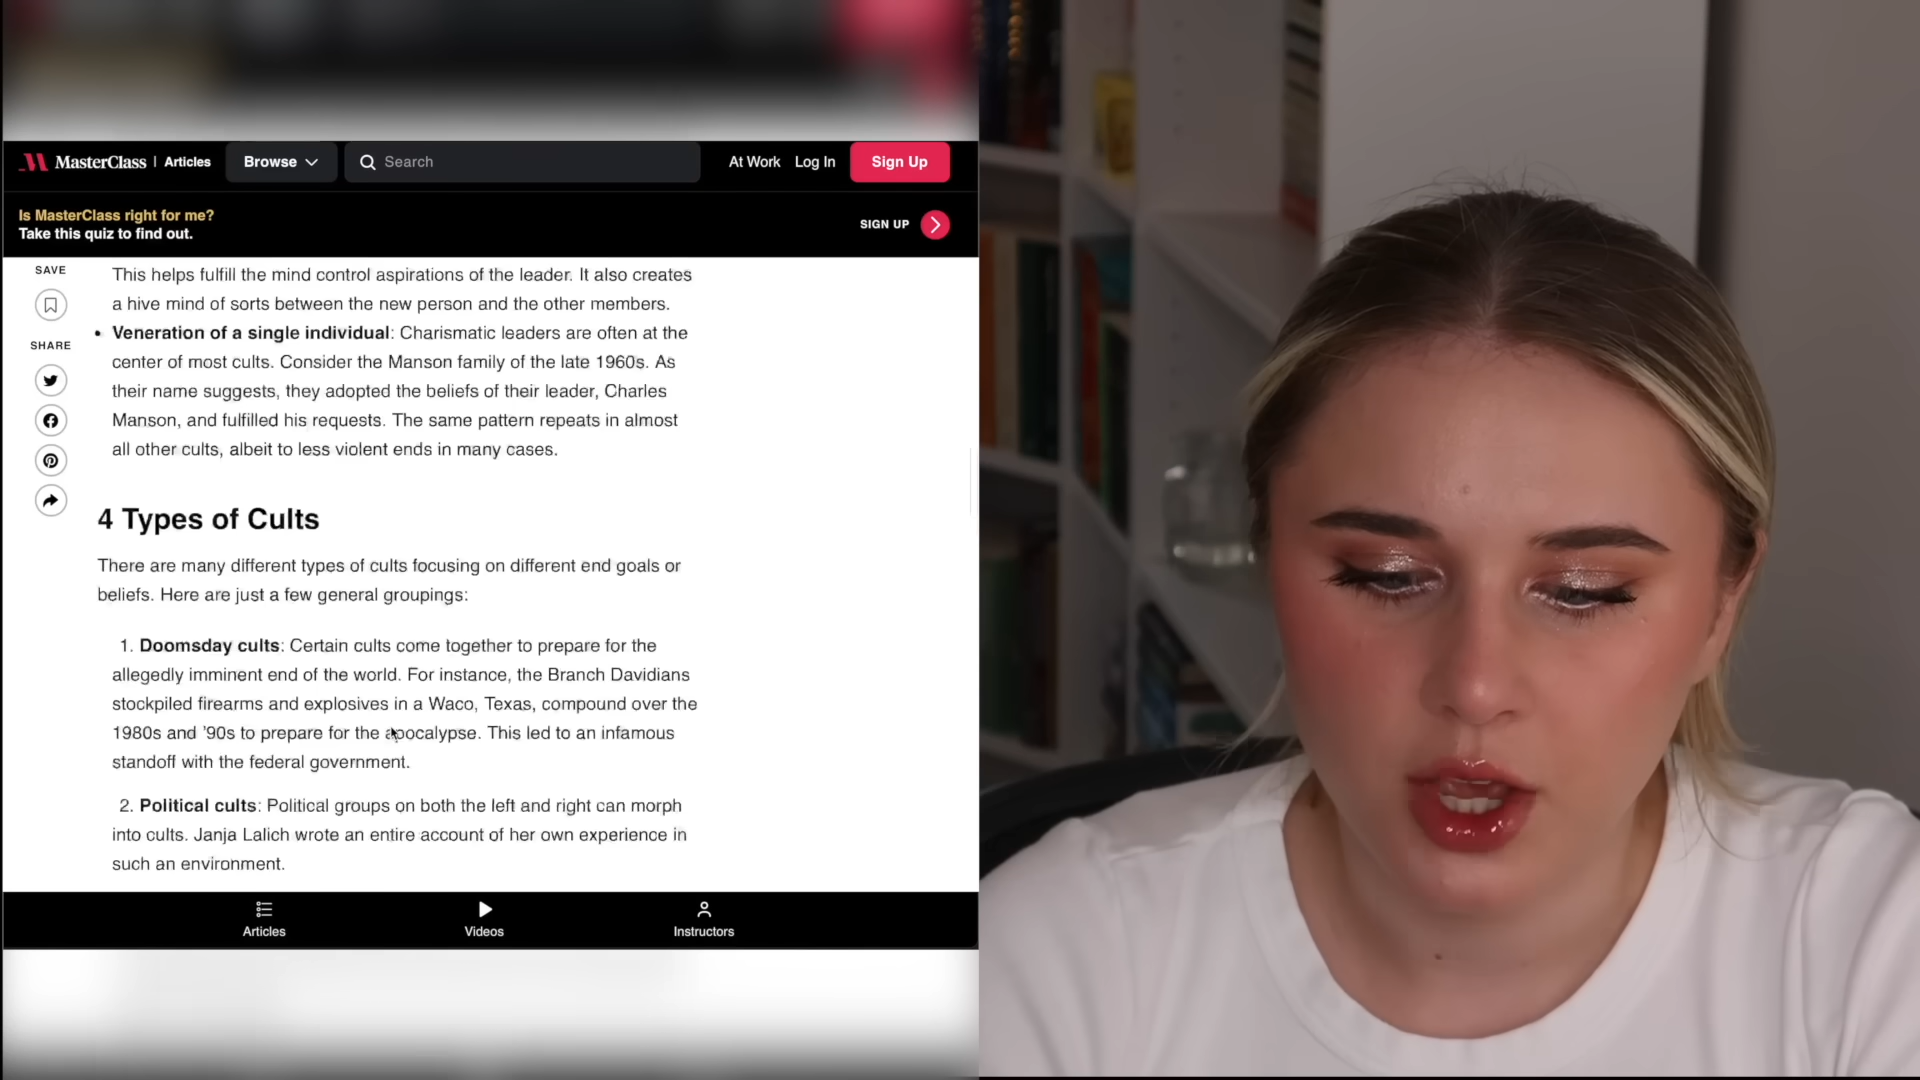 MasterClass | Articles
Browse
Search
At Work
Log In
Sign Up
Is MasterClass right for me?
Take this quiz to find out.
SIGN UP
SAVE
SHARE
This helps fulfill the mind control aspirations of the leader. It also creates
a hive mind of sorts between the new person and the other members.
• Veneration of a single individual: Charismatic leaders are often at the
center of most cults. Consider the Manson family of the late 1960s. As
their name suggests, they adopted the beliefs of their leader, Charles
Manson, and fulfilled his requests. The same pattern repeats in almost
all other cults, albeit to less violent ends in many cases.
4 Types of Cults
There are many different types of cults focusing on different end goals or
beliefs. Here are just a few general groupings:
1. Doomsday cults: Certain cults come together to prepare for the
allegedly imminent end of the world. For instance, the Branch Davidians
stockpiled firearms and explosives in a Waco, Texas, compound over the
1980s and '90s to prepare for the apocalypse. This led to an infamous
standoff with the federal government.
2. Political cults: Political groups on both the left and right can morph
into cults. Janja Lalich wrote an entire account of her own experience in
such an environment.
Articles
Videos
Instructors